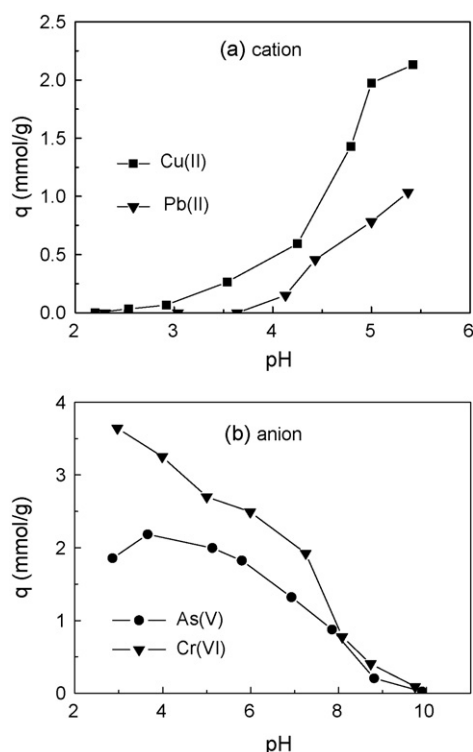 2.5
(a) cation
2.0
1.5
Cu(II)
Pb(II)
1.0
0.5
0.0
q (mmol/g)
2 3 4 5 6
pH
4
(b) anion
3
2
1
As(V)
Cr(VI)
0
q (mmol/g)
2 4 6 8 10
pH